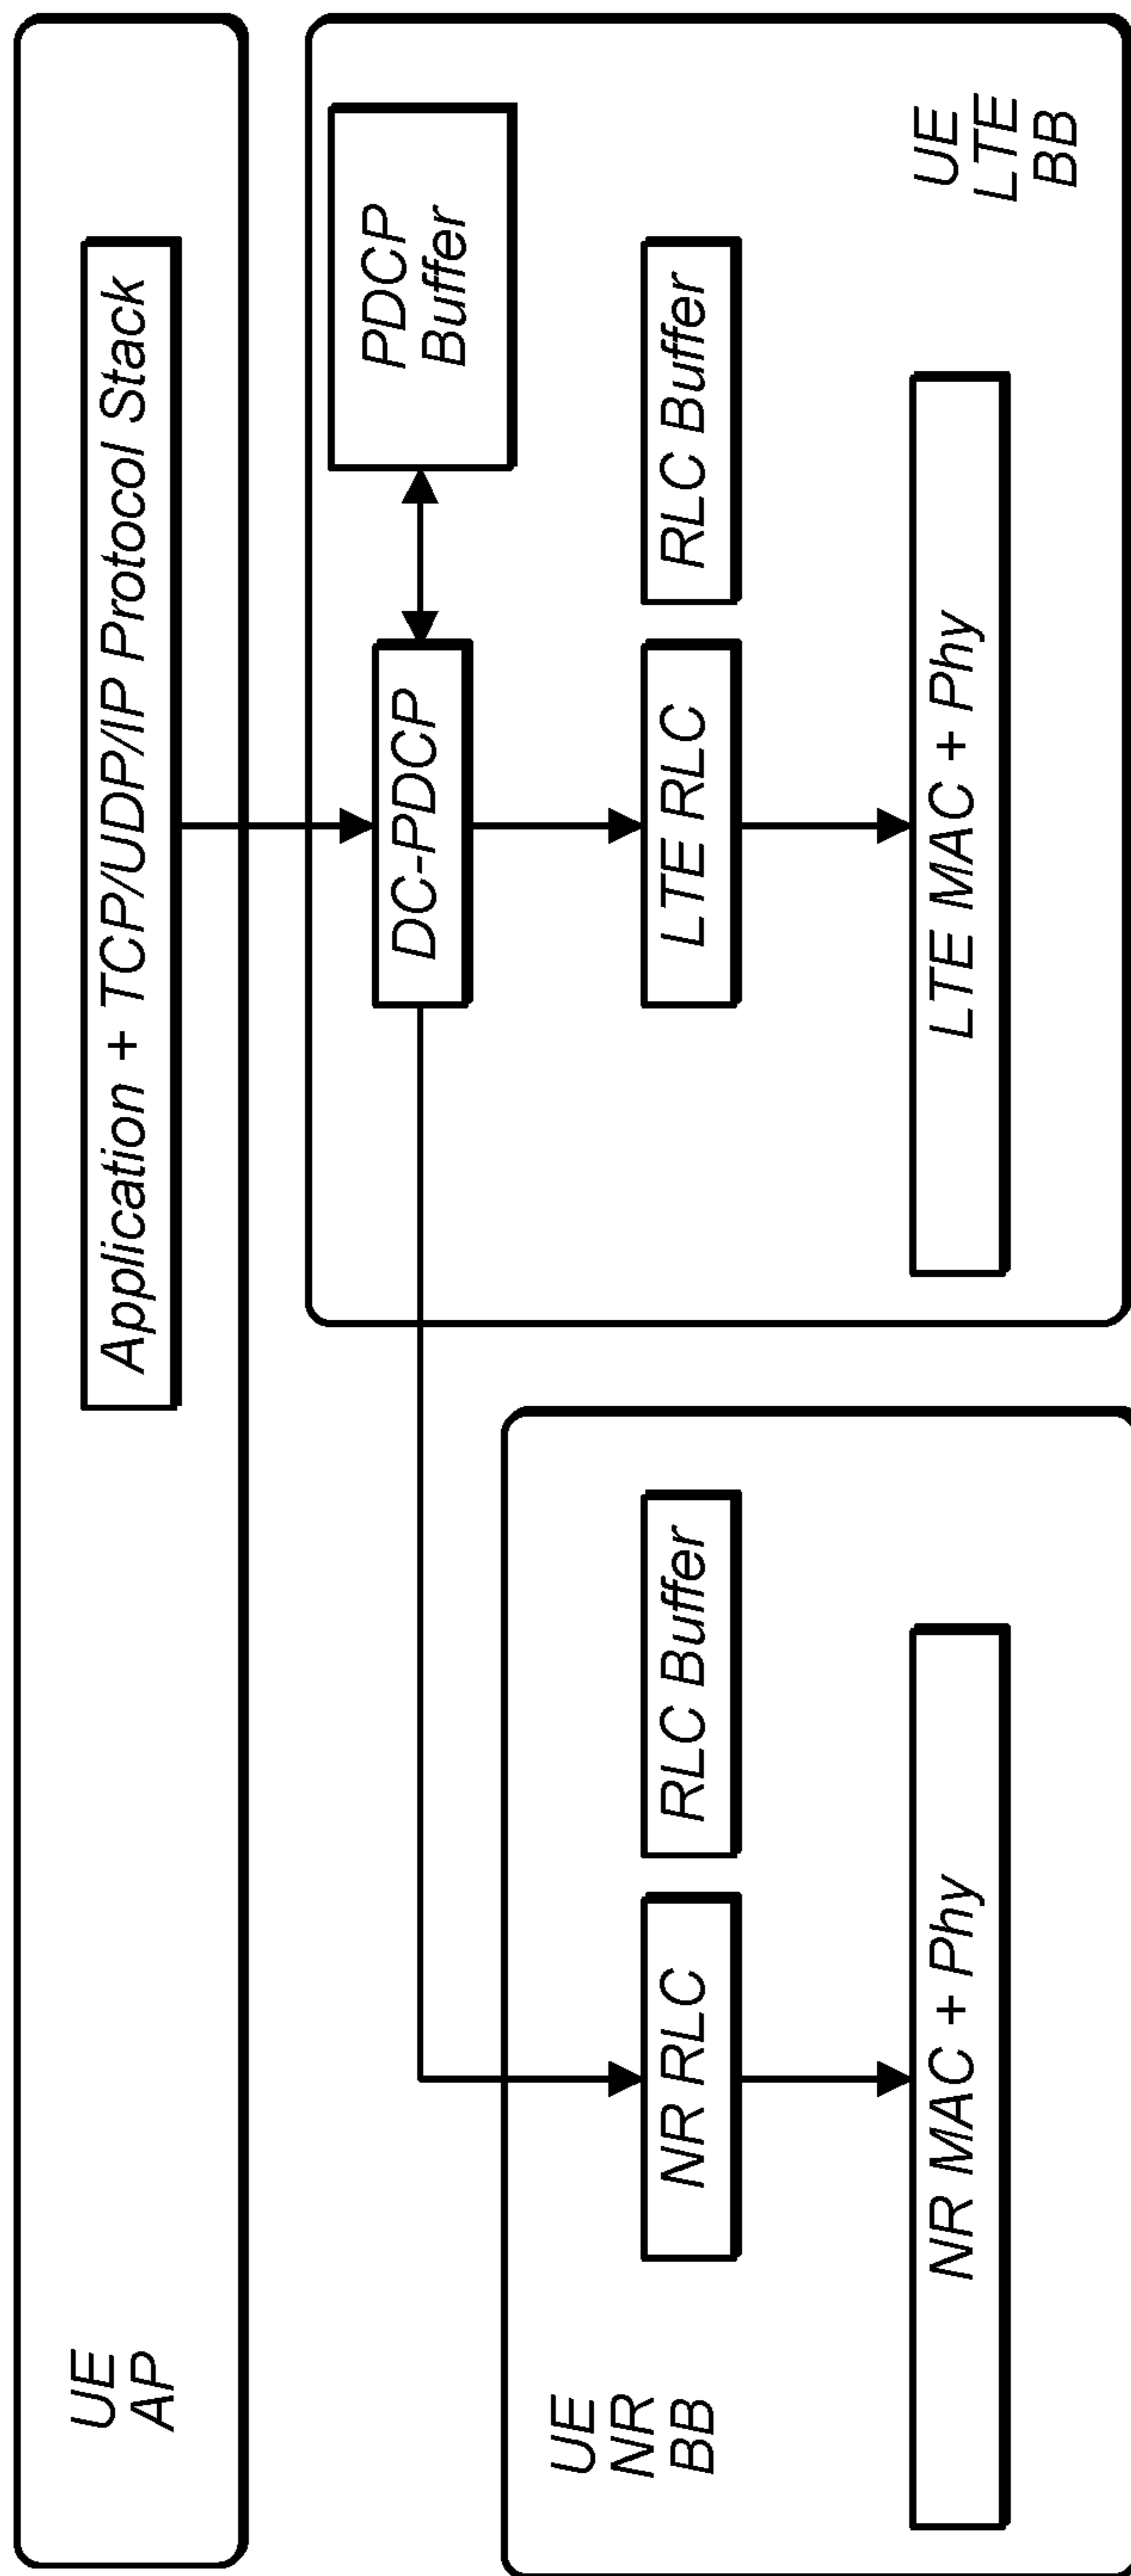 UE
AP
Application + TCP/UDP/IP Protocol Stack
DC-PDCP
PDCP
Buffer
UE
NR
BB
NR RLC
RLC Buffer
LTE RLC
RLC Buffer
NR MAC + Phy
LTE MAC + Phy
UE
LTE
BB